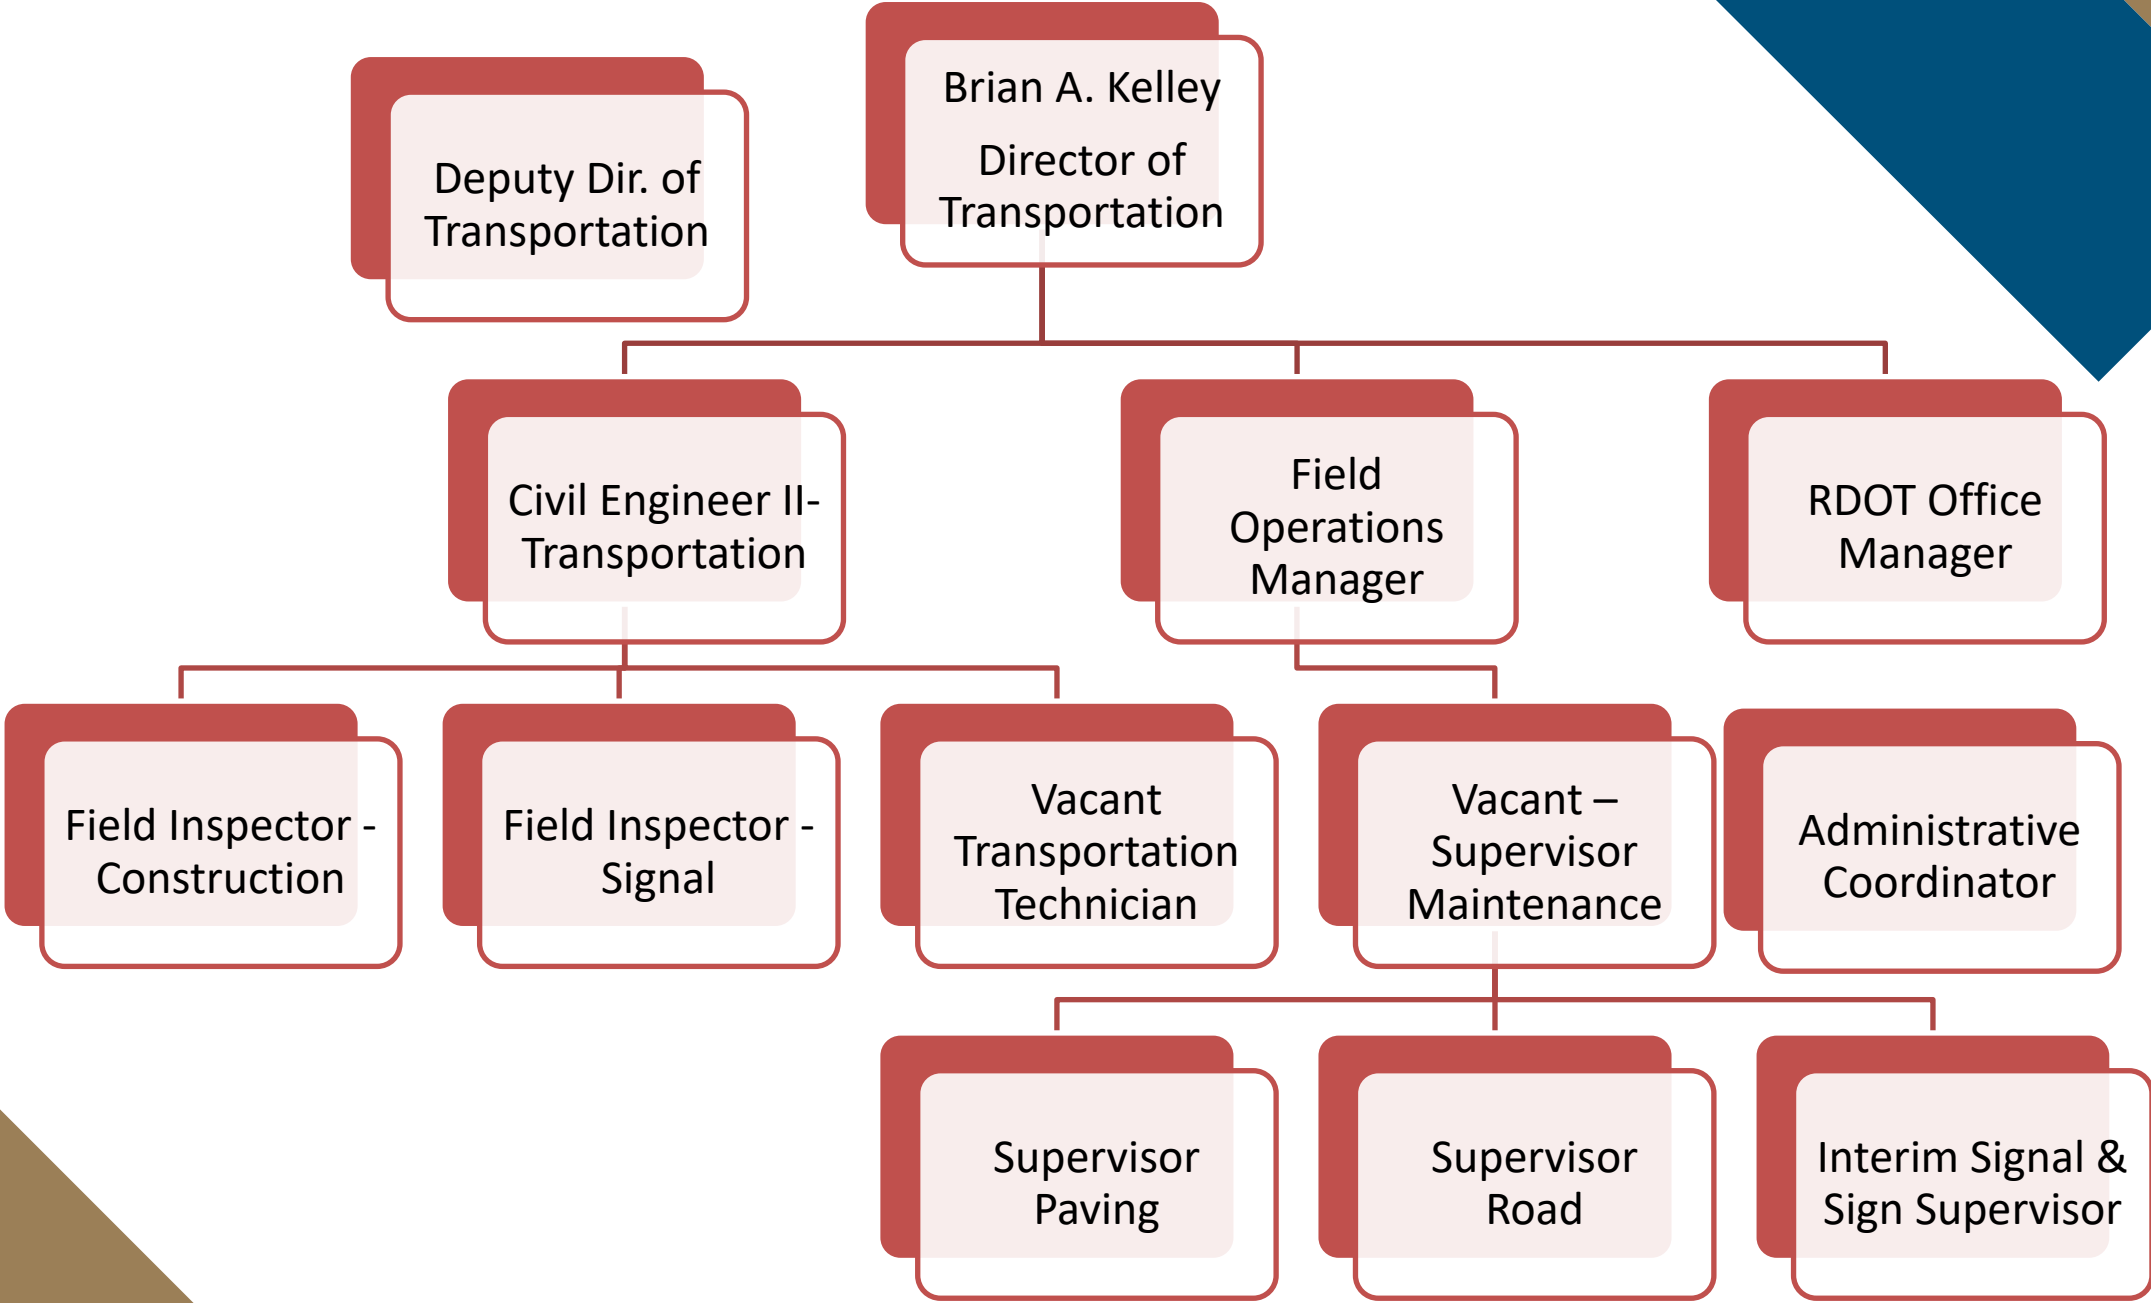 Brian A. Kelley
Director of
Transportation
Deputy Dir. of
Transportation
Civil Engineer II-
Transportation
Field
Operations
Manager
RDOT Office
Manager
Field Inspector -
Construction
Field Inspector -
Signal
Vacant
Transportation
Technician
Vacant –
Supervisor
Maintenance
Administrative
Coordinator
Supervisor
Paving
Supervisor
Road
Interim Signal &
Sign Supervisor